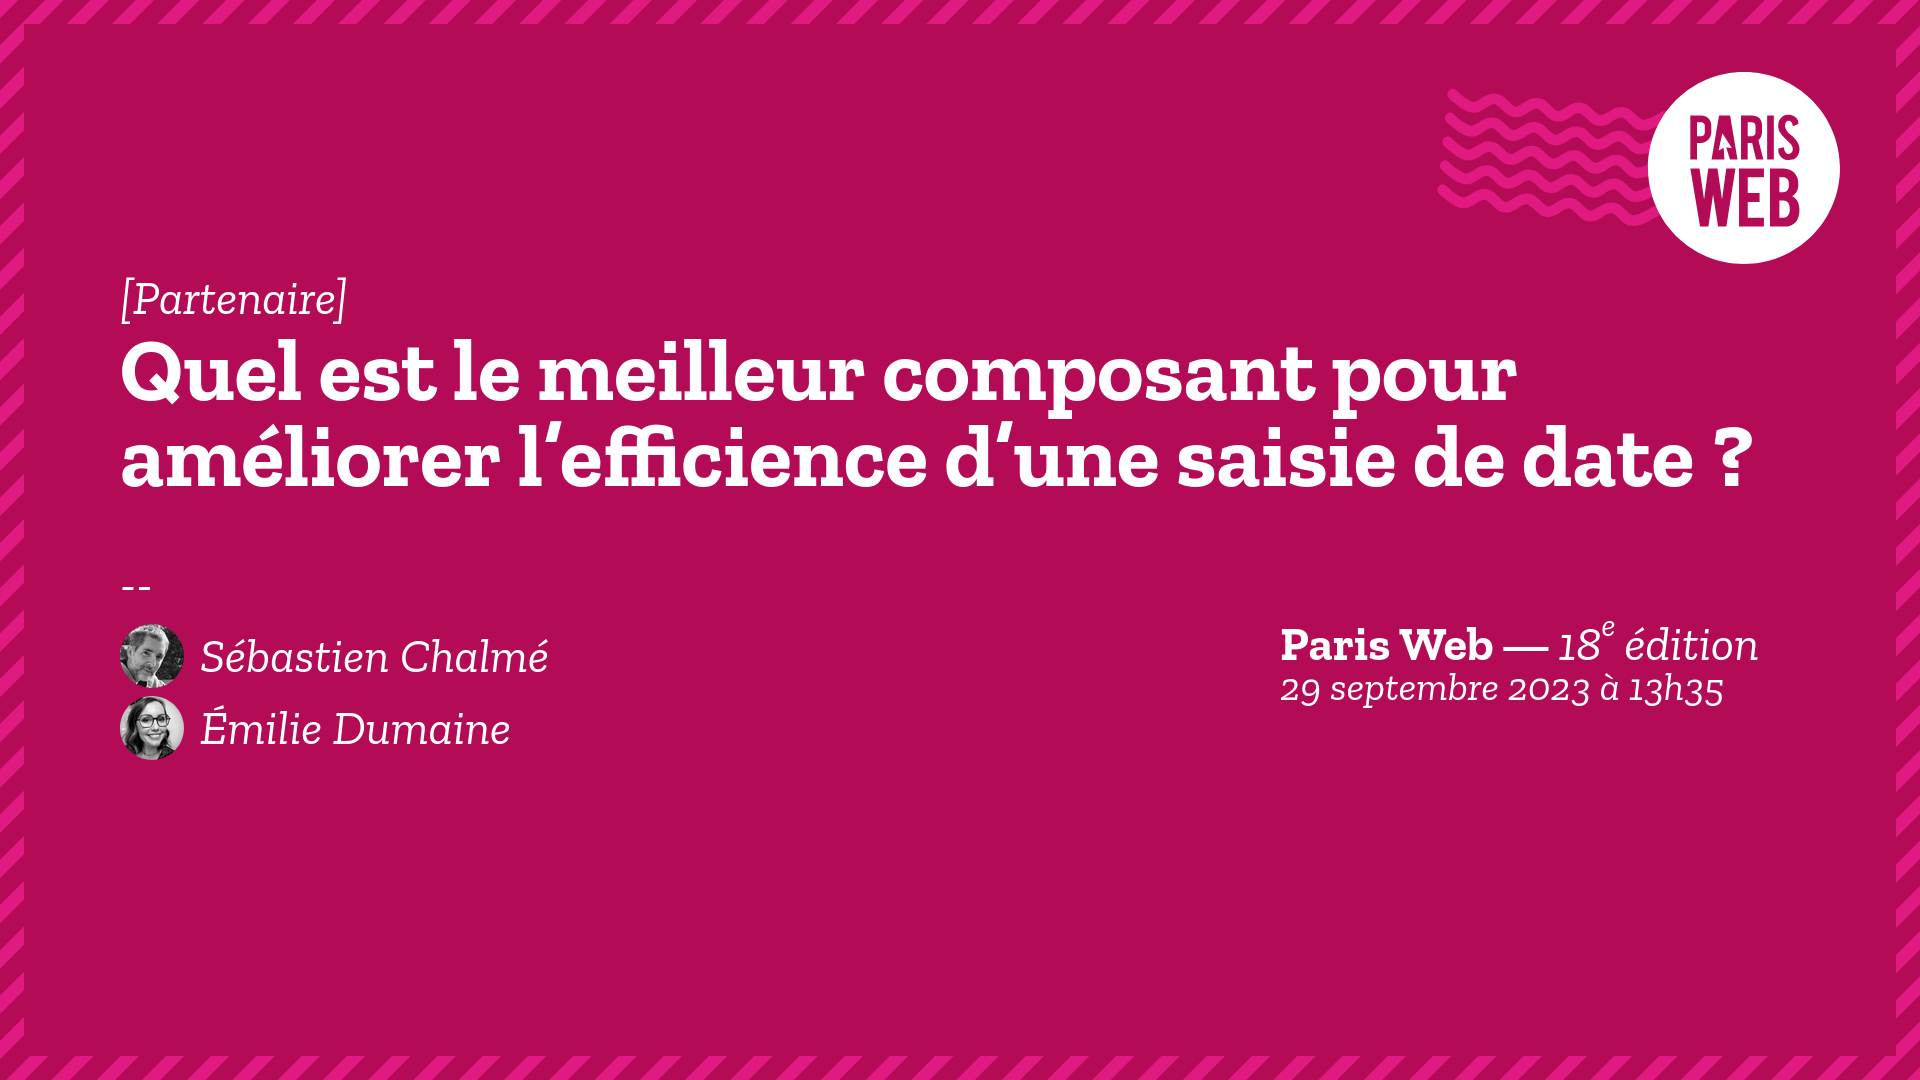 PARIS
WEB
[Partenaire]
Quel est le meilleur composant pour
améliorer l’efficience d’une saisie de date ?
--
Sébastien Chalmé
Émilie Dumaine
Paris Web — 18e édition
29 septembre 2023 à 13h35